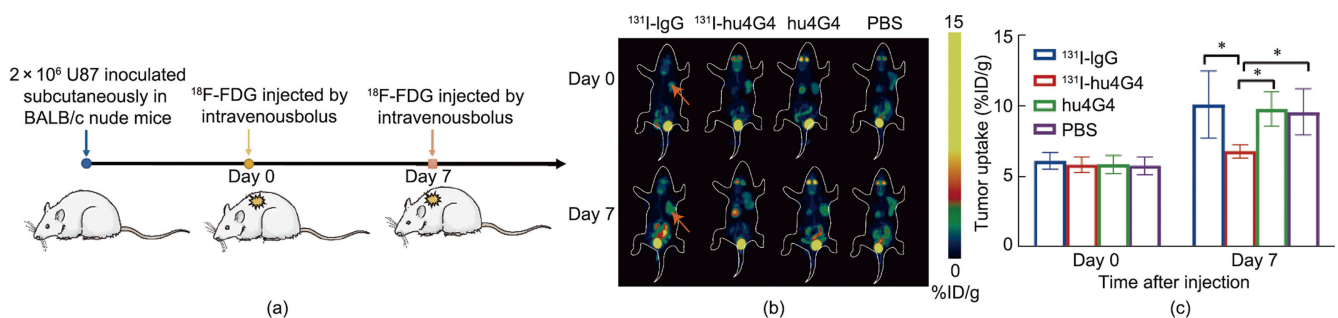 2 × 10⁶ U87 inoculated
subcutaneously in
BALB/c nude mice
¹⁸F-FDG injected by
intravenousbolus
¹⁸F-FDG injected by
intravenousbolus
Day 0
Day 7
(a)
¹³¹I-IgG ¹³¹I-hu4G4 hu4G4 PBS
Day 0
Day 7
15
0
%ID/g
(b)
Tumor uptake (%ID/g)
15
10
5
0
¹³¹I-IgG
¹³¹I-hu4G4
hu4G4
PBS
* * *
Day 0 Day 7
Time after injection
(c)